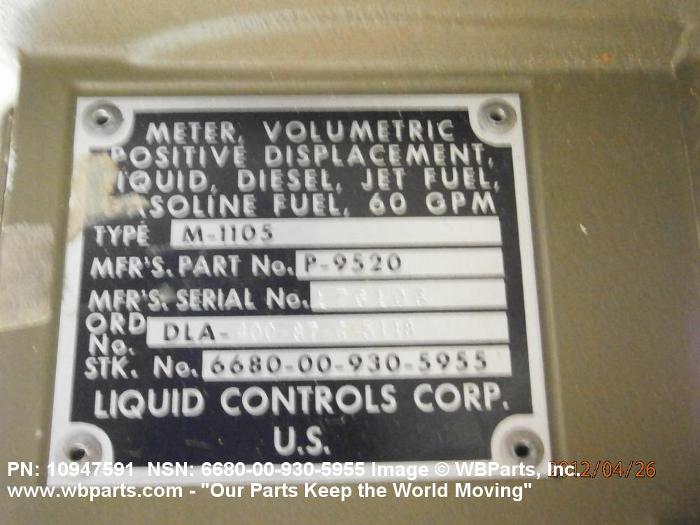 METER, VOLUMETRIC
POSITIVE DISPLACEMENT,
LIQUID, DIESEL, JET FUEL,
GASOLINE FUEL, 60 GPM
TYPE M-1105
MFR'S. PART No. P-9520
MFR'S. SERIAL No.
ORD No. DLA-
STK. No. 6680-00-930-5955
LIQUID CONTROLS CORP.
U.S.
2012/04/26
PN: 10947591 NSN: 6680-00-930-5955 Image © WBParts, Inc.
www.wbparts.com - "Our Parts Keep the World Moving"